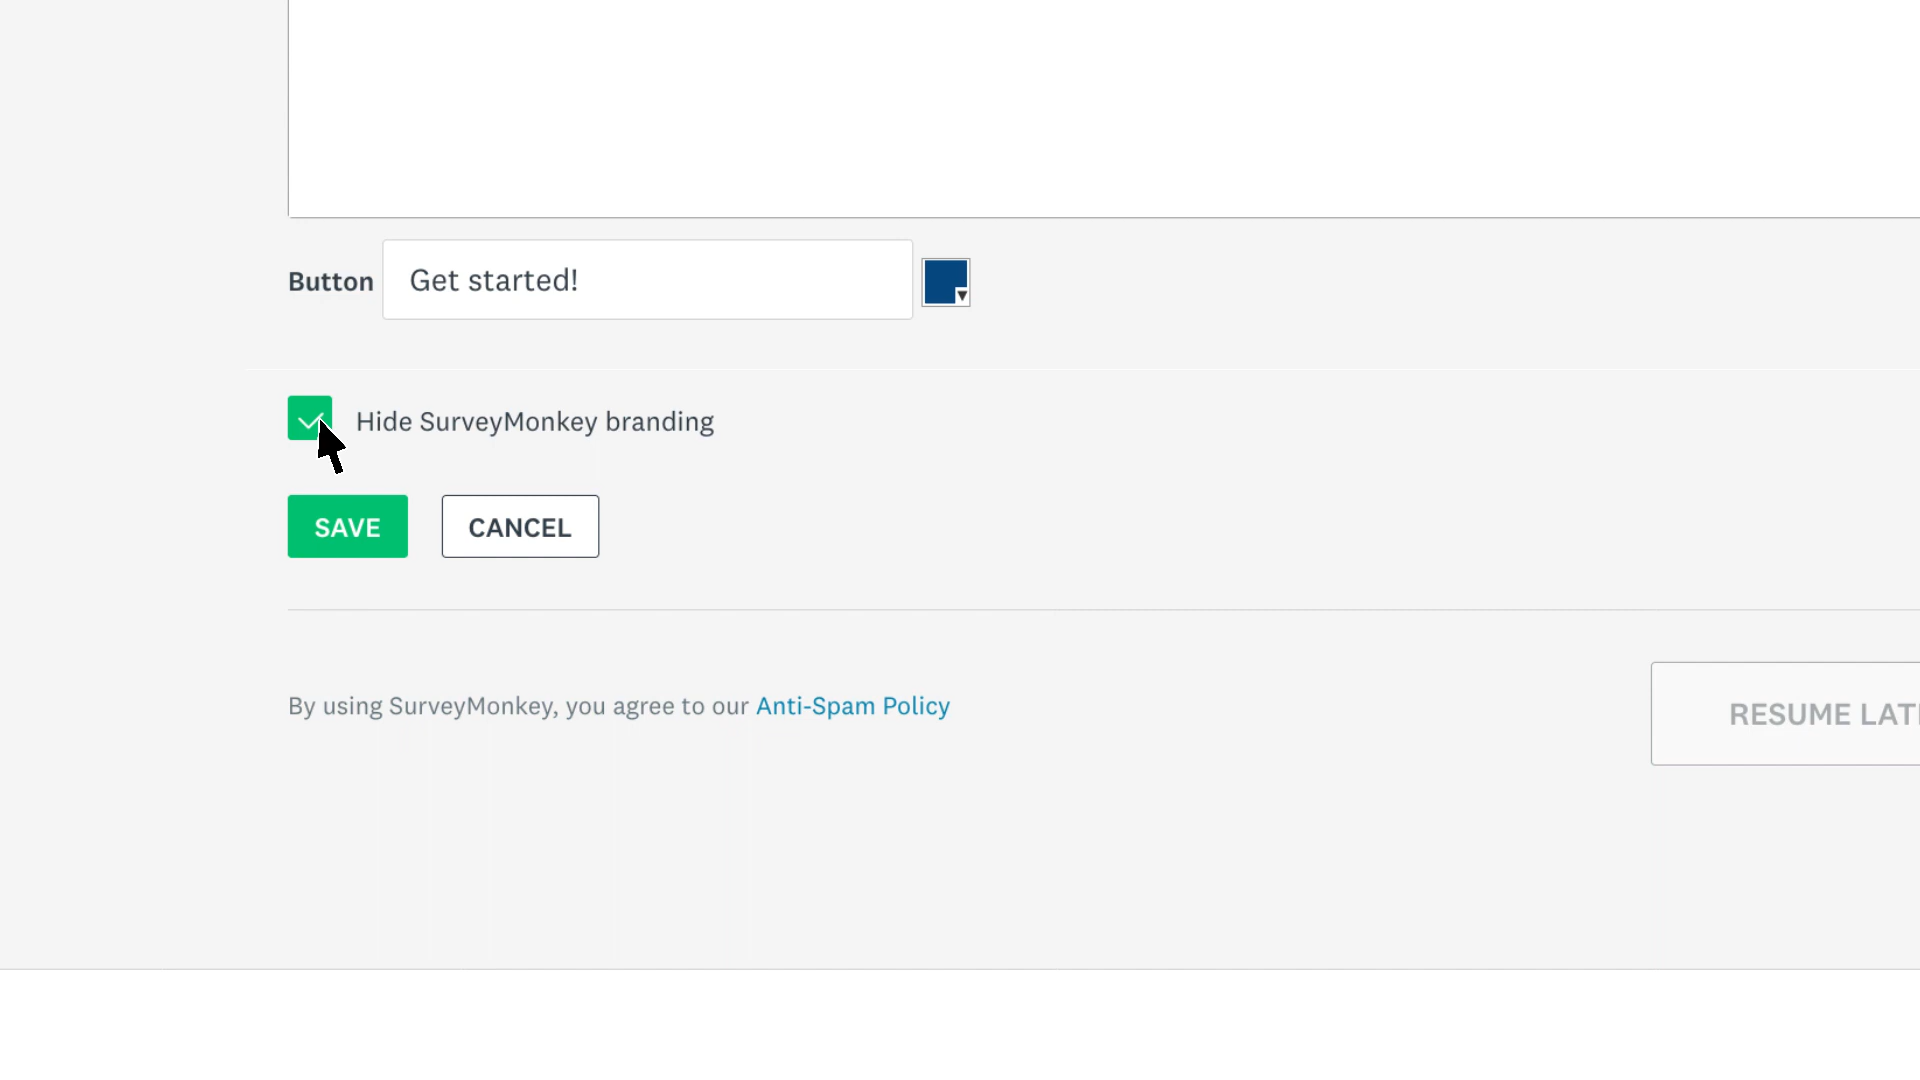 Button Get started!
Hide SurveyMonkey branding
SAVE CANCEL
By using SurveyMonkey, you agree to our Anti-Spam Policy
RESUME